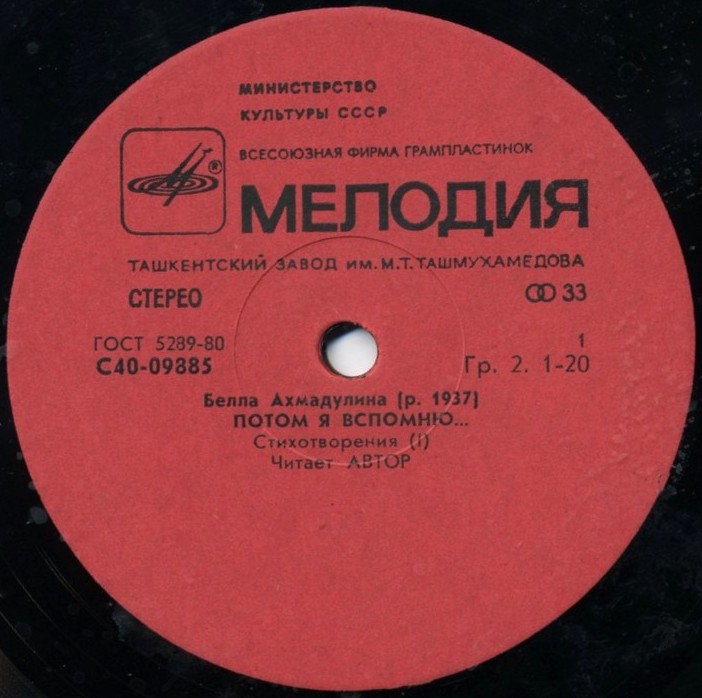 МИНИСТЕРСТВО
КУЛЬТУРЫ СССР
ВСЕСОЮЗНАЯ ФИРМА ГРАМПЛАСТИНОК
®
МЕЛОДИЯ
ТАШКЕНТСКИЙ ЗАВОД им. М.Т. ТАШМУХАМЕДОВА
СТЕРЕО 33
ГОСТ 5289-80 1
С40-09885 Гр. 2. 1-20
Белла Ахмадулина (р. 1937)
ПОТОМ Я ВСПОМНЮ...
Стихотворения (I)
Читает АВТОР